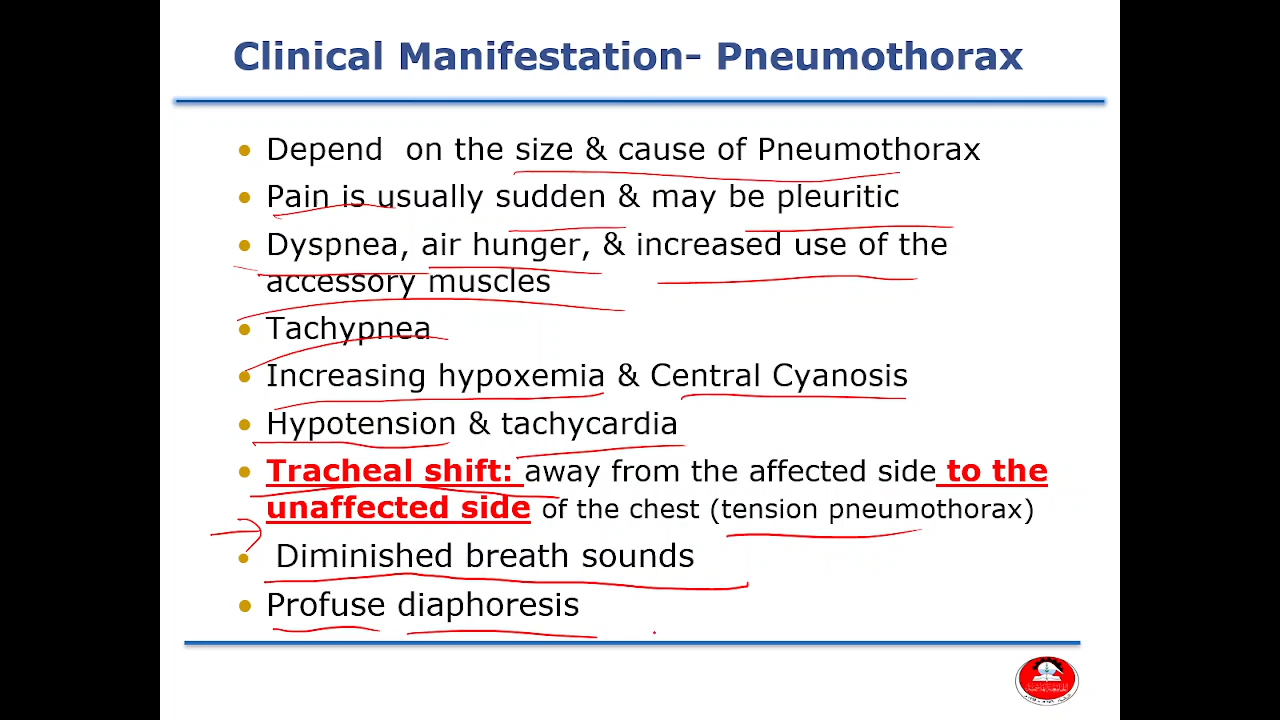 Clinical Manifestation- Pneumothorax
• Depend on the size & cause of Pneumothorax
• Pain is usually sudden & may be pleuritic
• Dyspnea, air hunger, & increased use of the
accessory muscles
• Tachypnea
• Increasing hypoxemia & Central Cyanosis
• Hypotension & tachycardia
• Tracheal shift: away from the affected side to the
unaffected side of the chest (tension pneumothorax)
• Diminished breath sounds
• Profuse diaphoresis